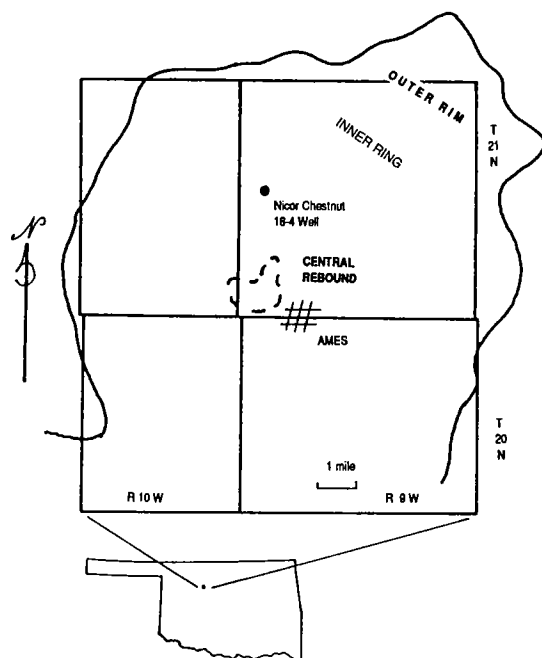 OUTER RIM
INNER RING
T
21
N
Nicor Chestnut
18-4 Well
N
CENTRAL
REBOUND
AMES
T
20
N
1 mile
R 10 W
R 9 W